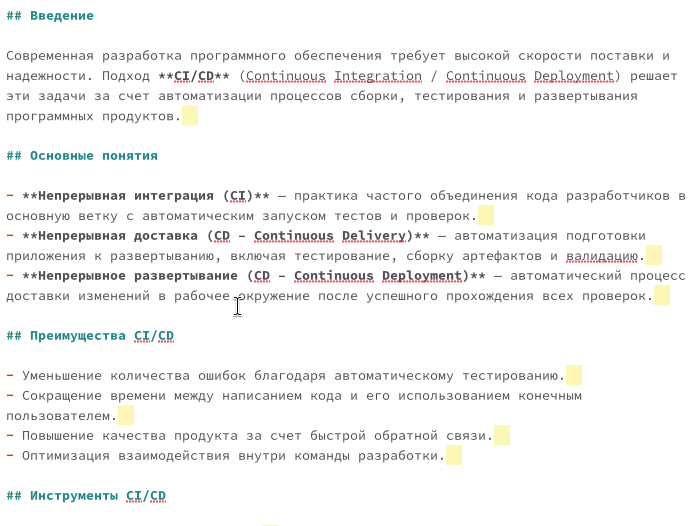 ## Введение
Современная разработка программного обеспечения требует высокой скорости поставки и
надежности. Подход **CI/CD** (Continuous Integration / Continuous Deployment) решает
эти задачи за счет автоматизации процессов сборки, тестирования и развертывания
программных продуктов.
## Основные понятия
- **Непрерывная интеграция (CI)** — практика частого объединения кода разработчиков в
основную ветку с автоматическим запуском тестов и проверок.
- **Непрерывная доставка (CD – Continuous Delivery)** — автоматизация подготовки
приложения к развертыванию, включая тестирование, сборку артефактов и валидацию.
- **Непрерывное развертывание (CD – Continuous Deployment)** — автоматический процесс
доставки изменений в рабочее окружение после успешного прохождения всех проверок.
## Преимущества CI/CD
- Уменьшение количества ошибок благодаря автоматическому тестированию.
- Сокращение времени между написанием кода и его использованием конечным
пользователем.
- Повышение качества продукта за счет быстрой обратной связи.
- Оптимизация взаимодействия внутри команды разработки.
## Инструменты CI/CD